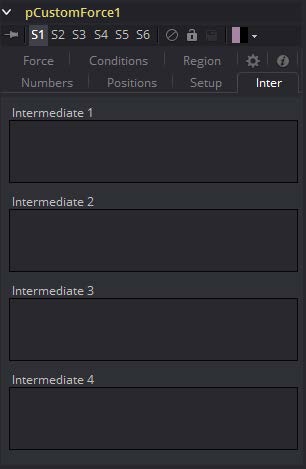 pCustomForce1
S1 S2 S3 S4 S5 S6
Force Conditions Region
Numbers Positions Setup Inter
Intermediate 1
Intermediate 2
Intermediate 3
Intermediate 4